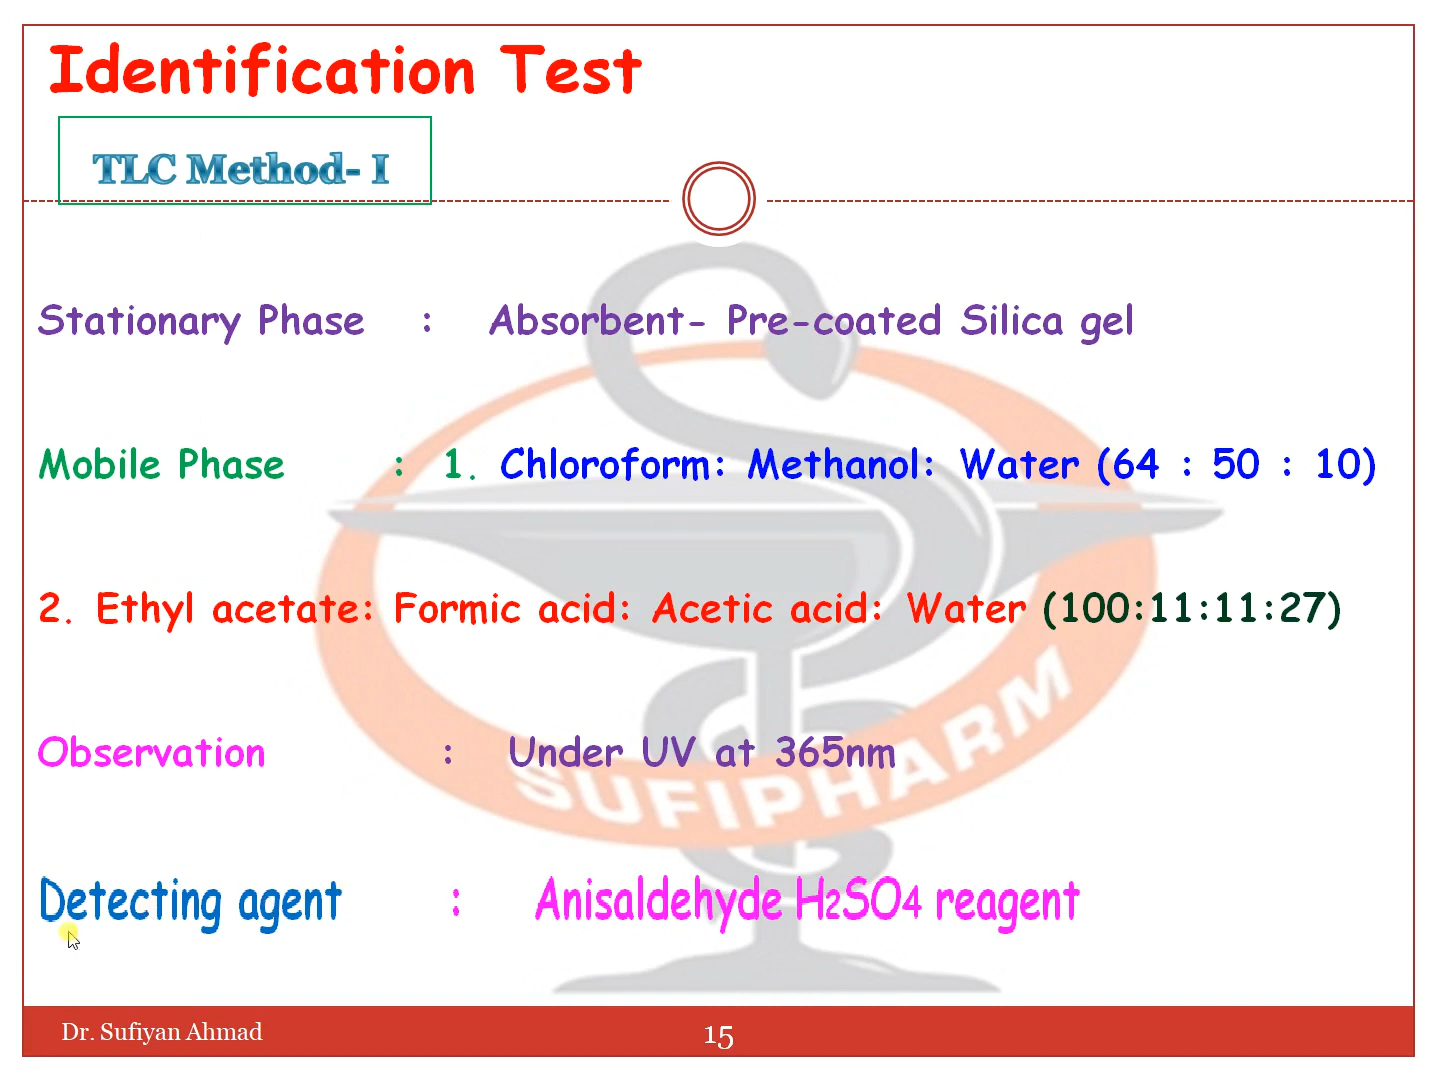 Identification Test
TLC Method- I
Stationary Phase : Absorbent- Pre-coated Silica gel
Mobile Phase : 1. Chloroform: Methanol: Water (64 : 50 : 10)
2. Ethyl acetate: Formic acid: Acetic acid: Water (100:11:11:27)
Observation : Under UV at 365nm
SUFIPHARM
Detecting agent : Anisaldehyde H2SO4 reagent
Dr. Sufiyan Ahmad 15